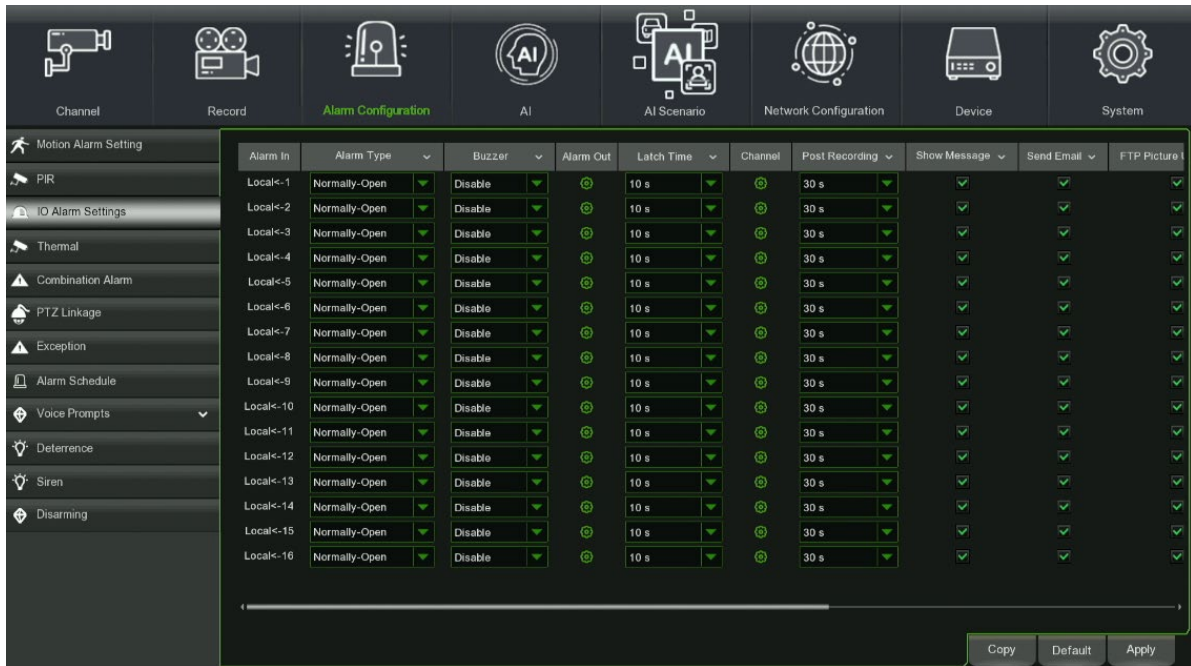 Channel Record Alarm Configuration AI AI Scenario Network Configuration Device System
Motion Alarm Setting
PIR
IO Alarm Settings
Thermal
Combination Alarm
PTZ Linkage
Exception
Alarm Schedule
Voice Prompts
Deterrence
Siren
Disarming
Alarm In Alarm Type Buzzer Alarm Out Latch Time Channel Post Recording Show Message Send Email FTP Picture
Local<-1 Normally-Open Disable 10 s 30 s
Local<-2 Normally-Open Disable 10 s 30 s
Local<-3 Normally-Open Disable 10 s 30 s
Local<-4 Normally-Open Disable 10 s 30 s
Local<-5 Normally-Open Disable 10 s 30 s
Local<-6 Normally-Open Disable 10 s 30 s
Local<-7 Normally-Open Disable 10 s 30 s
Local<-8 Normally-Open Disable 10 s 30 s
Local<-9 Normally-Open Disable 10 s 30 s
Local<-10 Normally-Open Disable 10 s 30 s
Local<-11 Normally-Open Disable 10 s 30 s
Local<-12 Normally-Open Disable 10 s 30 s
Local<-13 Normally-Open Disable 10 s 30 s
Local<-14 Normally-Open Disable 10 s 30 s
Local<-15 Normally-Open Disable 10 s 30 s
Local<-16 Normally-Open Disable 10 s 30 s
Copy Default Apply